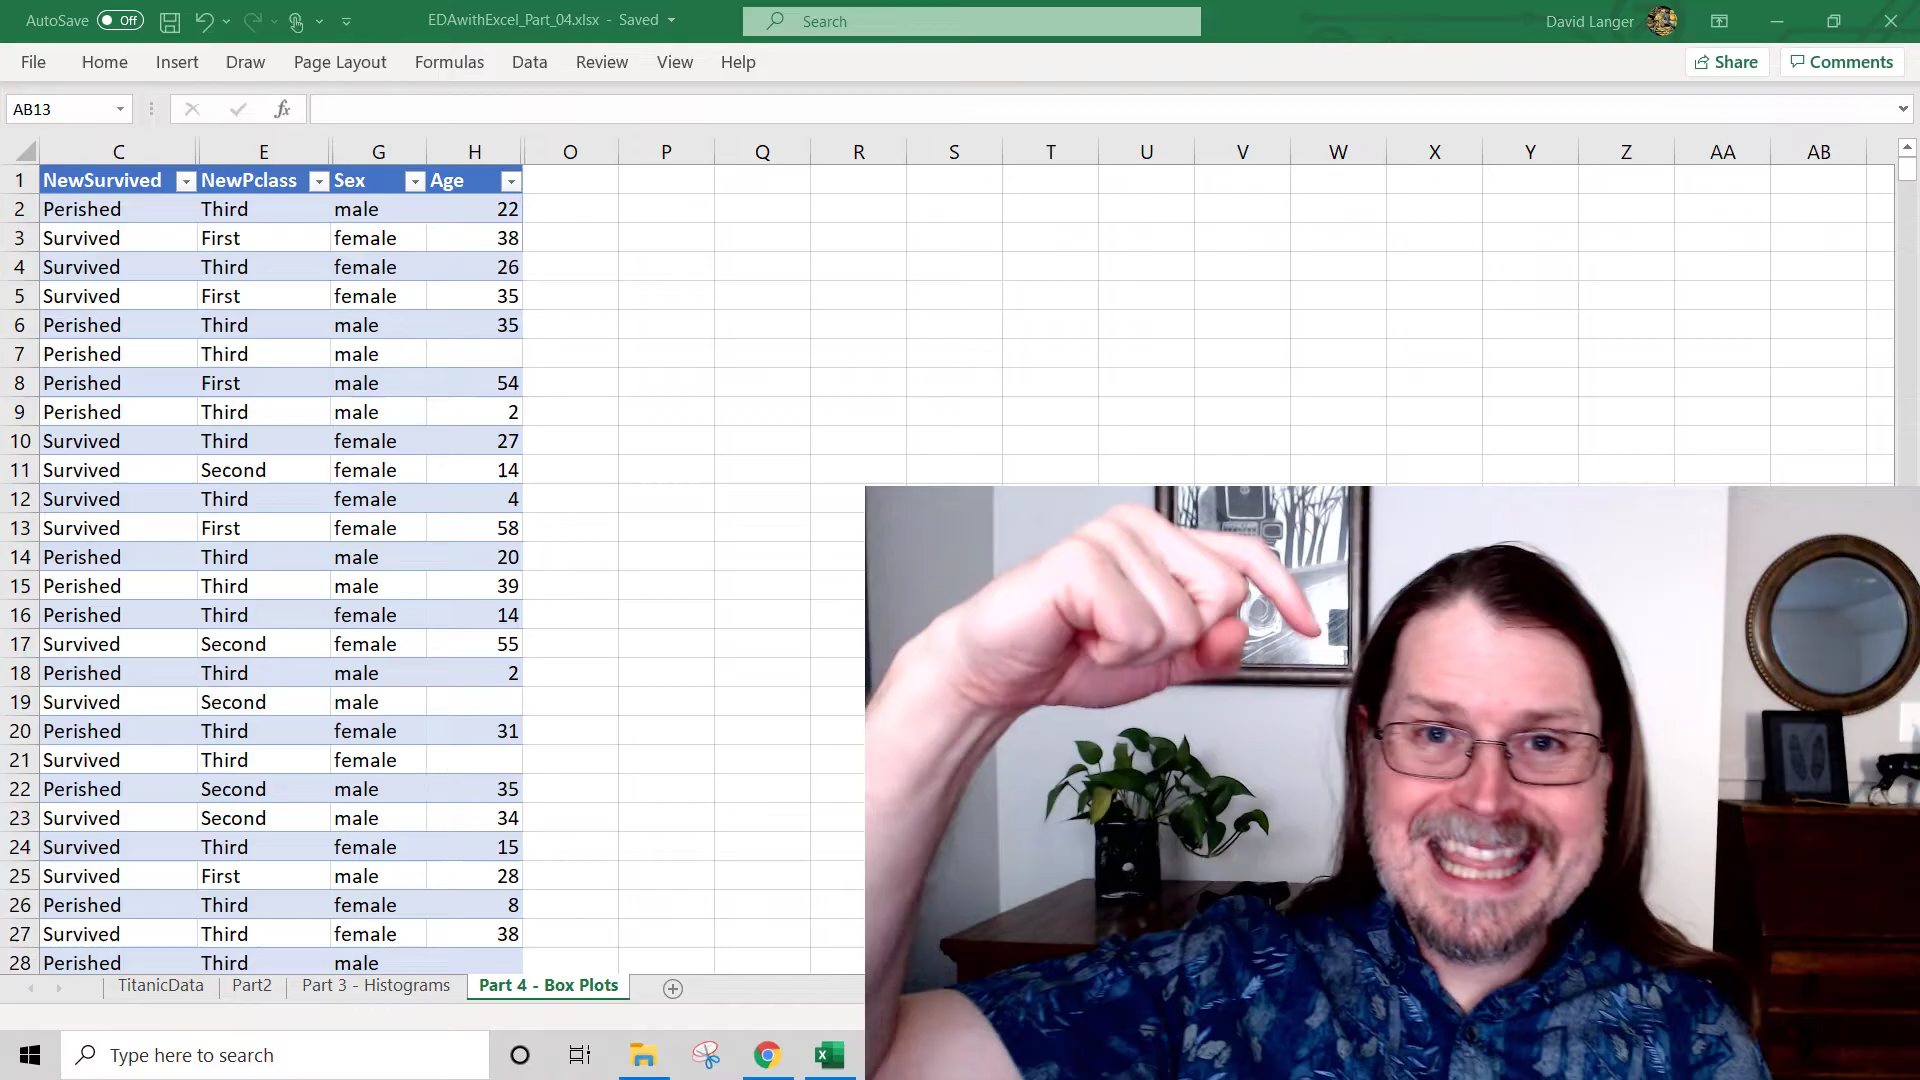 AutoSave Off EDAwithExcel_Part_04.xlsx - Saved Search David Langer
File Home Insert Draw Page Layout Formulas Data Review View Help Share Comments
AB13 fx
C E G H O P Q R S T U V W X Y Z AA AB
1 NewSurvived NewPclass Sex Age
2 Perished Third male 22
3 Survived First female 38
4 Survived Third female 26
5 Survived First female 35
6 Perished Third male 35
7 Perished Third male
8 Perished First male 54
9 Perished Third male 2
10 Survived Third female 27
11 Survived Second female 14
12 Survived Third female 4
13 Survived First female 58
14 Perished Third male 20
15 Perished Third male 39
16 Perished Third female 14
17 Survived Second female 55
18 Perished Third male 2
19 Survived Second male
20 Perished Third female 31
21 Survived Third female
22 Perished Second male 35
23 Survived Second male 34
24 Survived Third female 15
25 Survived First male 28
26 Perished Third female 8
27 Survived Third female 38
28 Perished Third male
TitanicData Part2 Part 3 - Histograms Part 4 - Box Plots
Type here to search